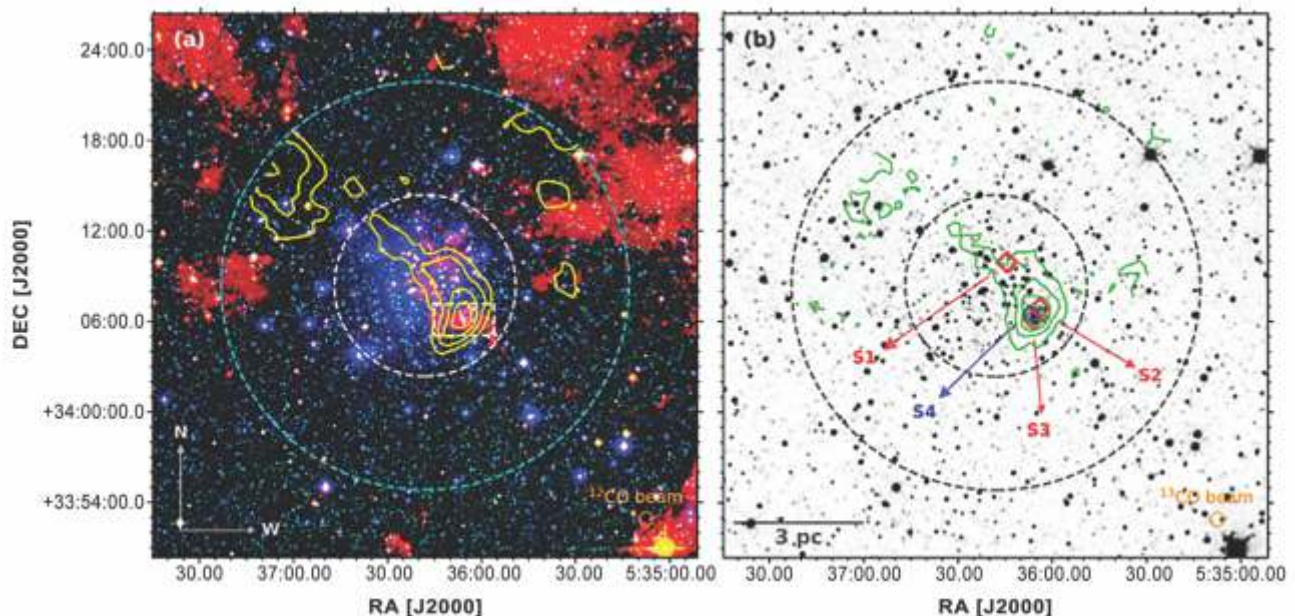 (a)
(b)
24:00.0
18:00.0
12:00.0
06:00.0
+34:00:00.0
+33:54:00.0
DEC [J2000]
N
W
¹²CO beam
S1
S2
S3
S4
3 pc
¹³CO beam
30.00 37:00.00 30.00 36:00.00 30.00 5:35:00.00
30.00 37:00.00 30.00 36:00.00 30.00 5:35:00.00
RA [J2000]
RA [J2000]